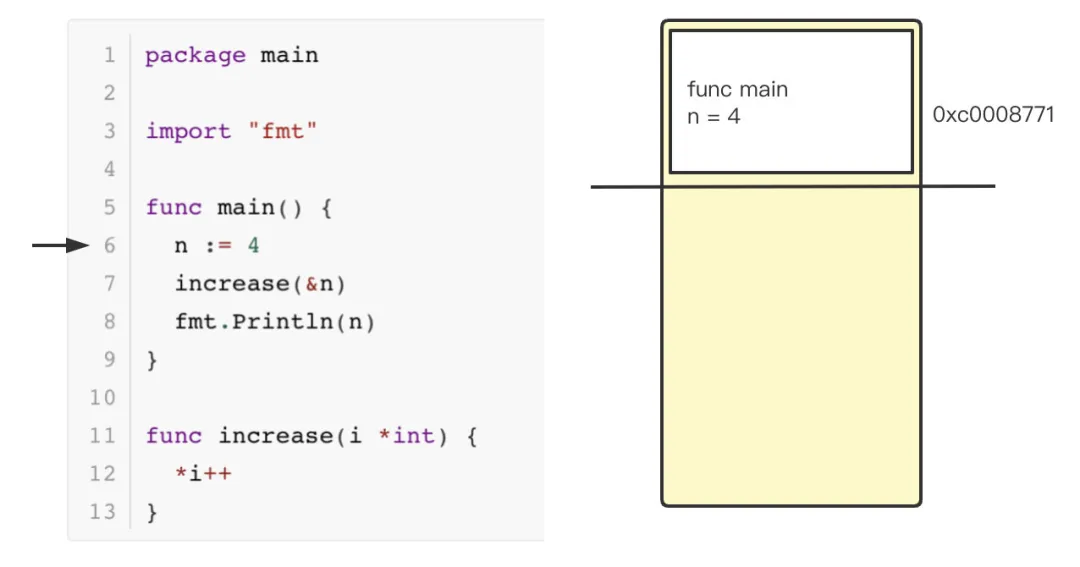 1 package main
2
3 import "fmt"
4
5 func main() {
6 n := 4
7 increase(&n)
8 fmt.Println(n)
9 }
10
11 func increase(i *int) {
12 *i++
13 }
func main
n = 4
0xc0008771